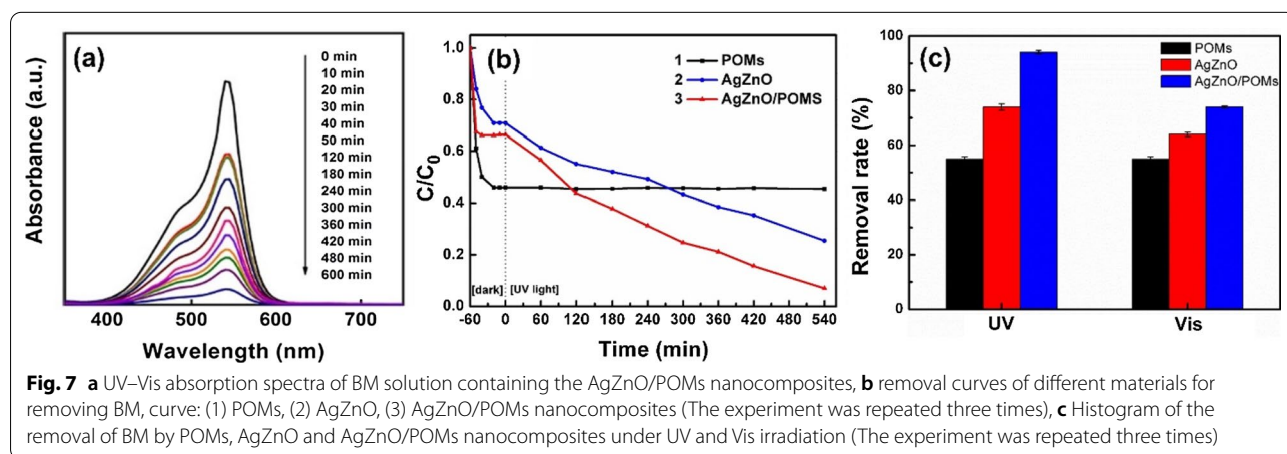 (a)
0 min
10 min
20 min
30 min
40 min
50 min
120 min
180 min
240 min
300 min
360 min
420 min
480 min
600 min
Absorbance (a.u.)
400 500 600 700
Wavelength (nm)
(b)
1 POMs
2 AgZnO
3 AgZnO/POMS
C/C0
1.0
0.8
0.6
0.4
0.2
0.0
[dark] [UV light]
-60 0 60 120 180 240 300 360 420 480 540
Time (min)
(c)
POMs
AgZnO
AgZnO/POMs
Removal rate (%)
100
80
60
40
20
0
UV Vis
Fig. 7 a UV–Vis absorption spectra of BM solution containing the AgZnO/POMs nanocomposites, b removal curves of different materials for
removing BM, curve: (1) POMs, (2) AgZnO, (3) AgZnO/POMs nanocomposites (The experiment was repeated three times), c Histogram of the
removal of BM by POMs, AgZnO and AgZnO/POMs nanocomposites under UV and Vis irradiation (The experiment was repeated three times)